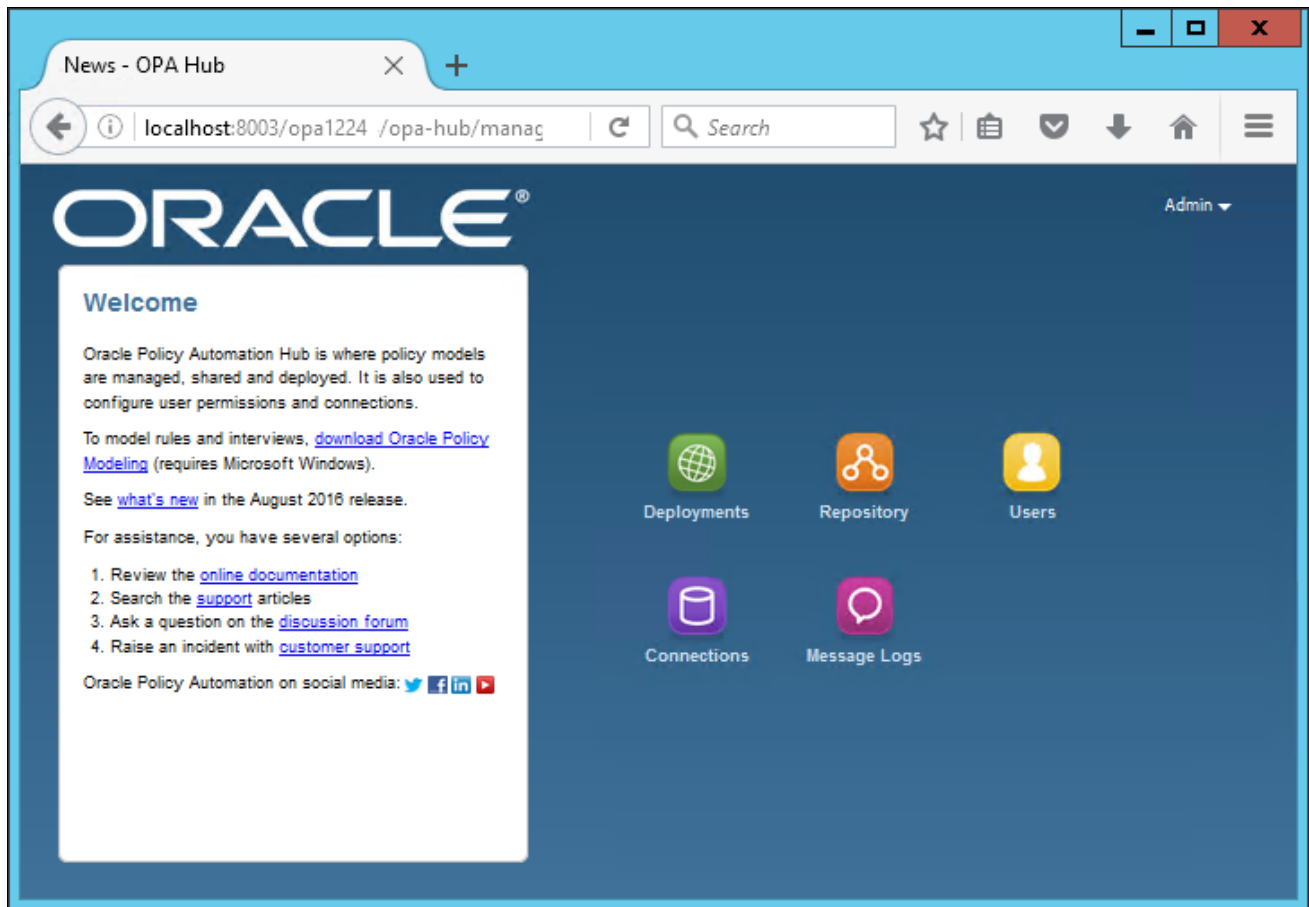 News - OPA Hub
localhost:8003/opa1224 /opa-hub/manag
Search
ORACLE®
Admin
Welcome
Oracle Policy Automation Hub is where policy models
are managed, shared and deployed. It is also used to
configure user permissions and connections.
To model rules and interviews, download Oracle Policy
Modeling (requires Microsoft Windows).
See what's new in the August 2016 release.
For assistance, you have several options:
1. Review the online documentation
2. Search the support articles
3. Ask a question on the discussion forum
4. Raise an incident with customer support
Oracle Policy Automation on social media:
Deployments
Repository
Users
Connections
Message Logs